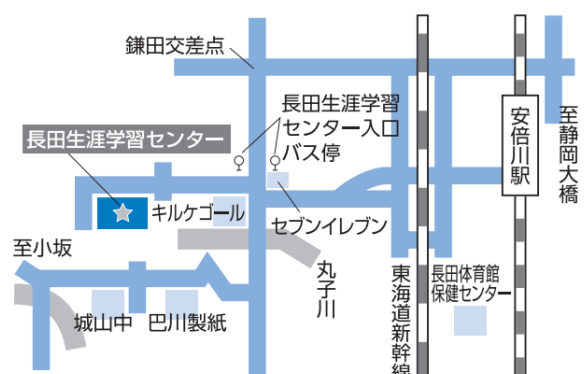 鎌田交差点
長田生涯学習
センター入口
バス停
長田生涯学習センター
安倍川駅
至静岡大橋
キルケゴール
セブンイレブン
至小坂
丸子川
東海道新幹線
長田体育館
保健センター
城山中
巴川製紙